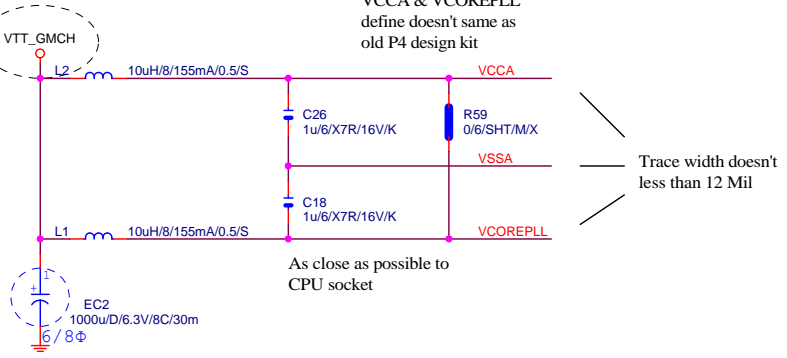 VCCA & VCOREPLL
define doesn't same as
old P4 design kit
VTT_GMCH
L2
10uH/8/155mA/0.5/S
VCCA
C26
1u/6/X7R/16V/K
R59
0/6/SHT/M/X
VSSA
Trace width doesn't
less than 12 Mil
C18
1u/6/X7R/16V/K
L1
10uH/8/155mA/0.5/S
VCOREPLL
As close as possible to
CPU socket
1
+
EC2
1000u/D/6.3V/8C/30m
6/8Φ